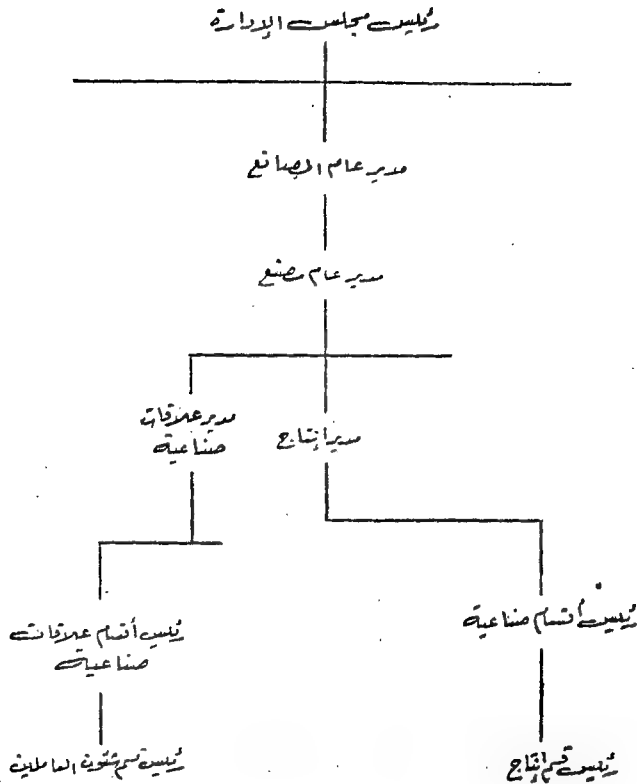 رئيس مجلس الإدارة
مدير عام المصانع
مدير عام مصنع
مدير إنتاج
مدير علاقات
صناعية
رئيس أقسام صناعية
رئيس أقسام علاقات
صناعية
رئيس قسم إنتاج
رئيس قسم شئون العاملين